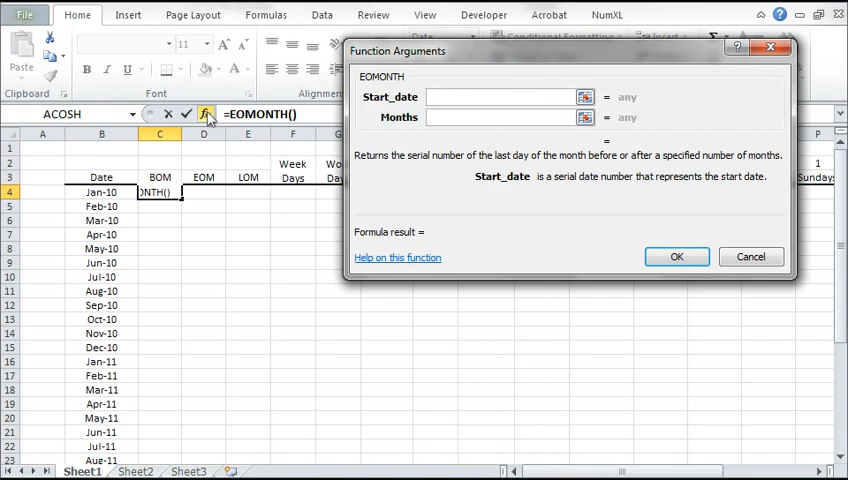 File Home Insert Page Layout Formulas Data Review View Developer Acrobat NumXL
Function Arguments
11
Conditional Formatting
Paste
B I U
Clipboard Font
EOMONTH
Start_date = any
Months = any
=
Returns the serial number of the last day of the month before or after a specified number of months.
Start_date is a serial date number that represents the start date.
Formula result =
Help on this function
OK Cancel
ACOSH fx =EOMONTH()
A B C D E F G P
1
2 Week 1
3 Date BOM EOM LOM Days Sundays
4 Jan-10 ONTH()
5 Feb-10
6 Mar-10
7 Apr-10
8 May-10
9 Jun-10
10 Jul-10
11 Aug-10
12 Sep-10
13 Oct-10
14 Nov-10
15 Dec-10
16 Jan-11
17 Feb-11
18 Mar-11
19 Apr-11
20 May-11
21 Jun-11
22 Jul-11
23 Aug-11
Sheet1 Sheet2 Sheet3